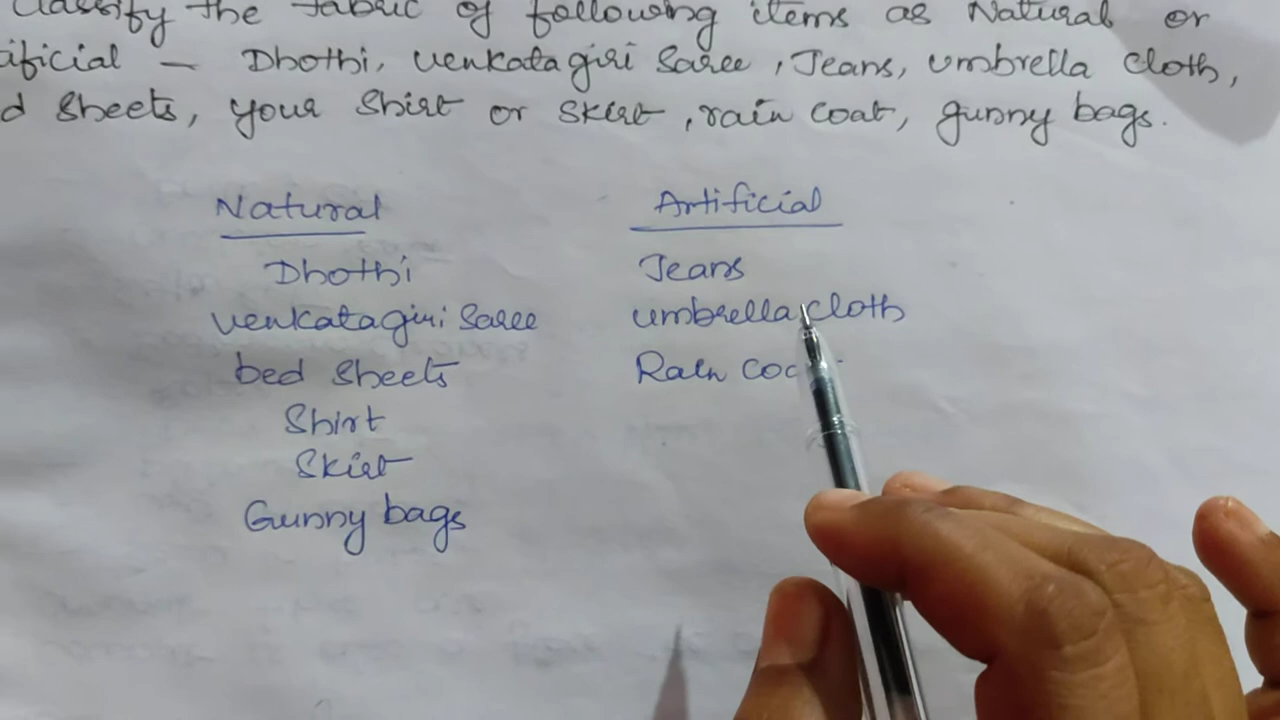 Classify the fabric of following items as Natural or
ificial — Dhothi, Venkatagiri Saree, Jeans, umbrella cloth,
d sheets, your Shirt or Skirt, rain coat, gunny bags.
Natural Artificial
Dhothi Jeans
Venkatagiri Saree umbrella cloth
bed sheets Rain
Shirt
Skirt
Gunny bags